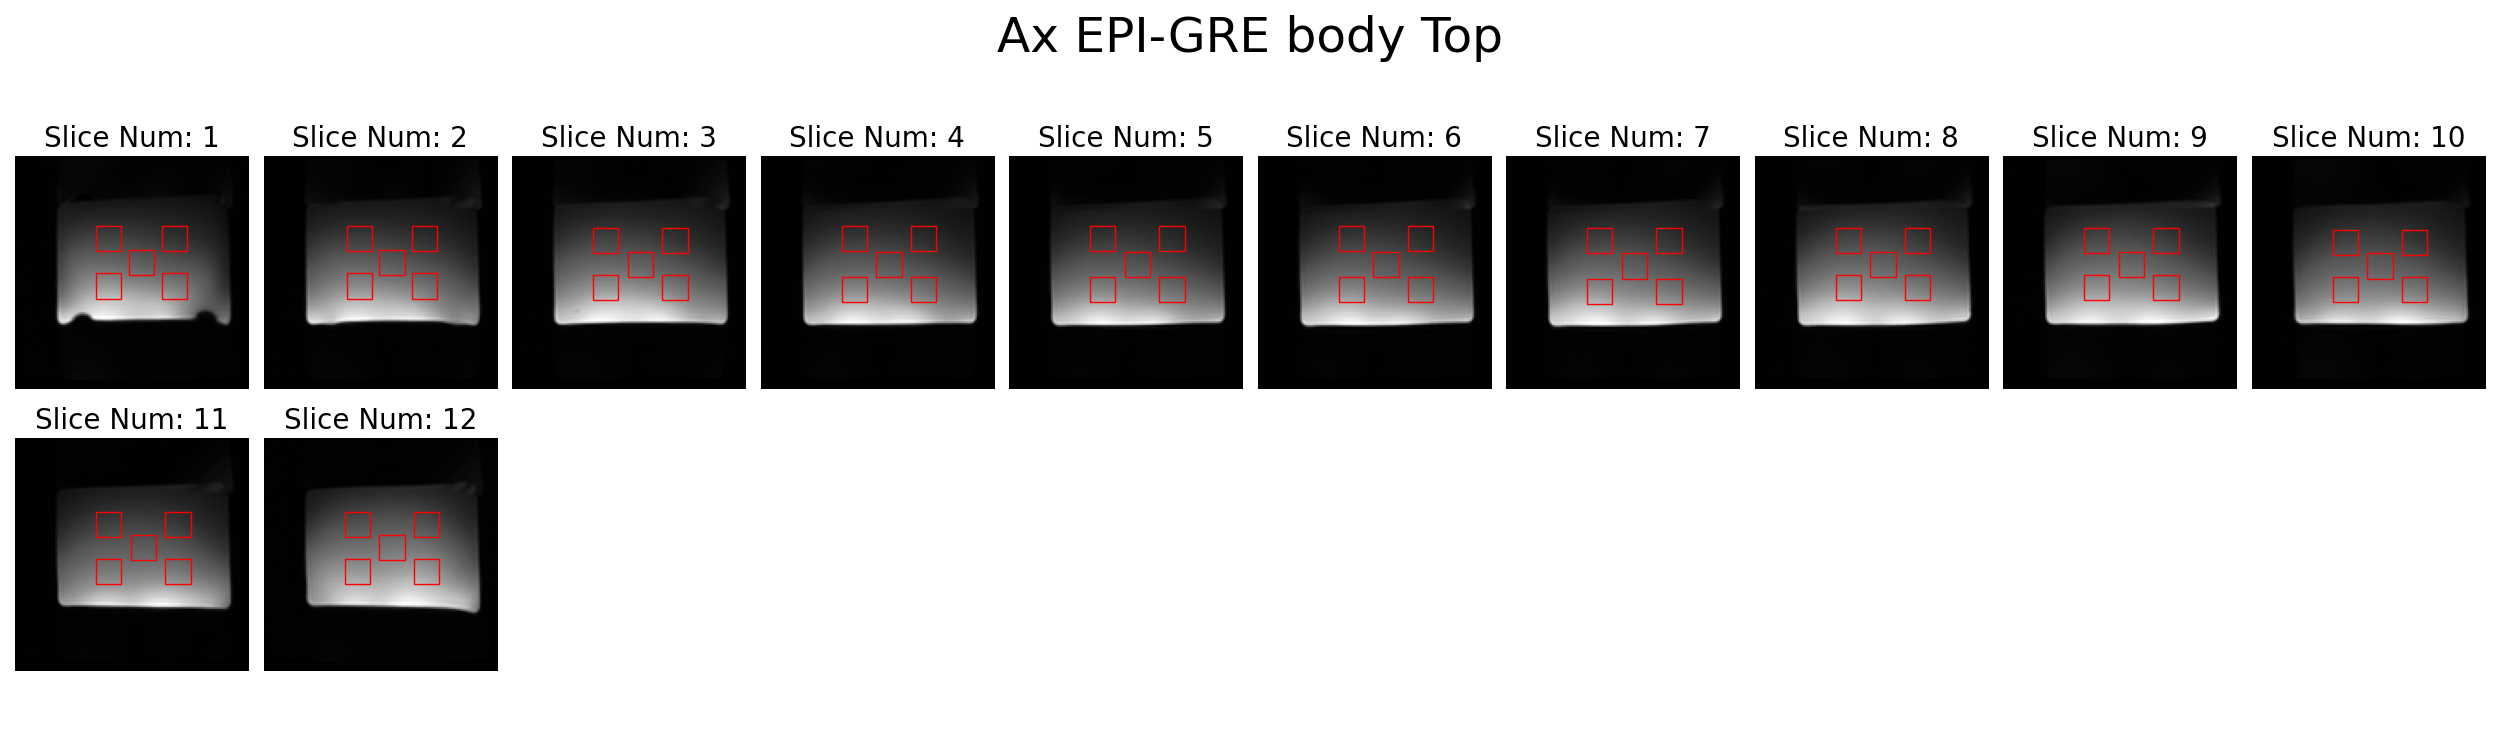 Ax EPI-GRE body Top
Slice Num: 1
Slice Num: 2
Slice Num: 3
Slice Num: 4
Slice Num: 5
Slice Num: 6
Slice Num: 7
Slice Num: 8
Slice Num: 9
Slice Num: 10
Slice Num: 11
Slice Num: 12